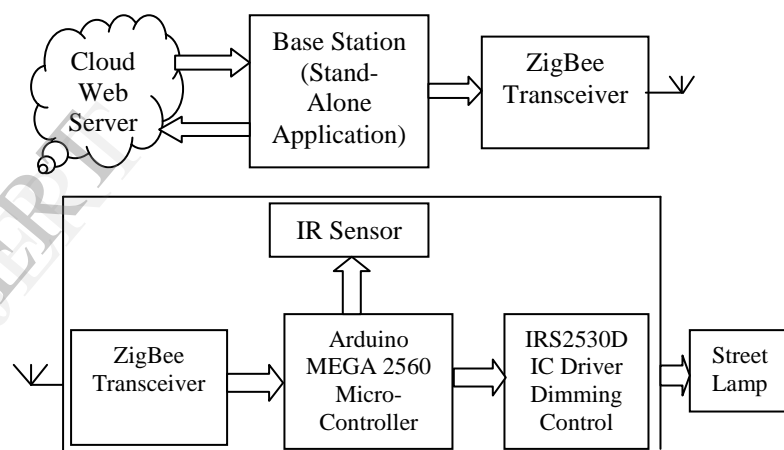 Cloud
Web
Server
Base Station
(Stand-
Alone
Application)
ZigBee
Transceiver
IR Sensor
ZigBee
Transceiver
Arduino
MEGA 2560
Micro-
Controller
IRS2530D
IC Driver
Dimming
Control
Street
Lamp
IJERT